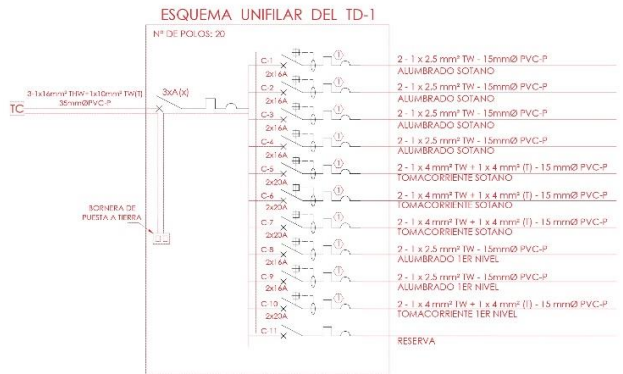 ESQUEMA UNIFILAR DEL TD-1
Nº DE POLOS: 20
3-1x16mm² THW+1x10mm² TW(T)
35mmØPVC-P
TC
3xA(x)
BORNERA DE
PUESTA A TIERRA
C-1
2x16A
2 - 1 x 2.5 mm² TW - 15mmØ PVC-P
ALUMBRADO SOTANO
C-2
2x16A
2 - 1 x 2.5 mm² TW - 15mmØ PVC-P
ALUMBRADO SOTANO
C-3
2x16A
2 - 1 x 2.5 mm² TW - 15mmØ PVC-P
ALUMBRADO SOTANO
C-4
2x16A
2 - 1 x 2.5 mm² TW - 15mmØ PVC-P
ALUMBRADO SOTANO
C-5
2x20A
2 - 1 x 4 mm² TW + 1 x 4 mm² (T) - 15 mmØ PVC-P
TOMACORRIENTE SOTANO
C-6
2x20A
2 - 1 x 4 mm² TW + 1 x 4 mm² (T) - 15 mmØ PVC-P
TOMACORRIENTE SOTANO
C-7
2x20A
2 - 1 x 4 mm² TW + 1 x 4 mm² (T) - 15 mmØ PVC-P
TOMACORRIENTE SOTANO
C-8
2x16A
2 - 1 x 2.5 mm² TW - 15mmØ PVC-P
ALUMBRADO 1ER NIVEL
C-9
2x16A
2 - 1 x 2.5 mm² TW - 15mmØ PVC-P
ALUMBRADO 1ER NIVEL
C-10
2x20A
2 - 1 x 4 mm² TW + 1 x 4 mm² (T) - 15 mmØ PVC-P
TOMACORRIENTE 1ER NIVEL
C-11
RESERVA